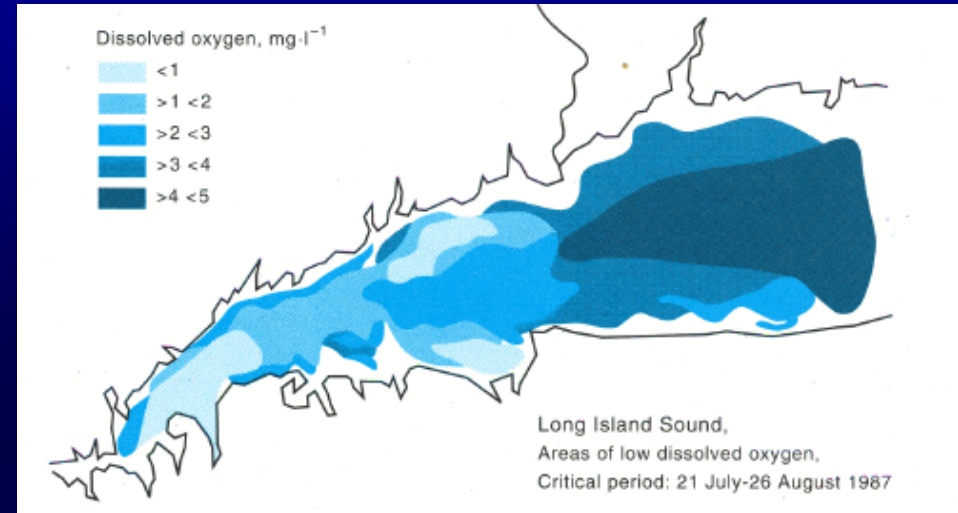 Dissolved oxygen, mg·l⁻¹
<1
>1 <2
>2 <3
>3 <4
>4 <5
Long Island Sound,
Areas of low dissolved oxygen,
Critical period: 21 July-26 August 1987